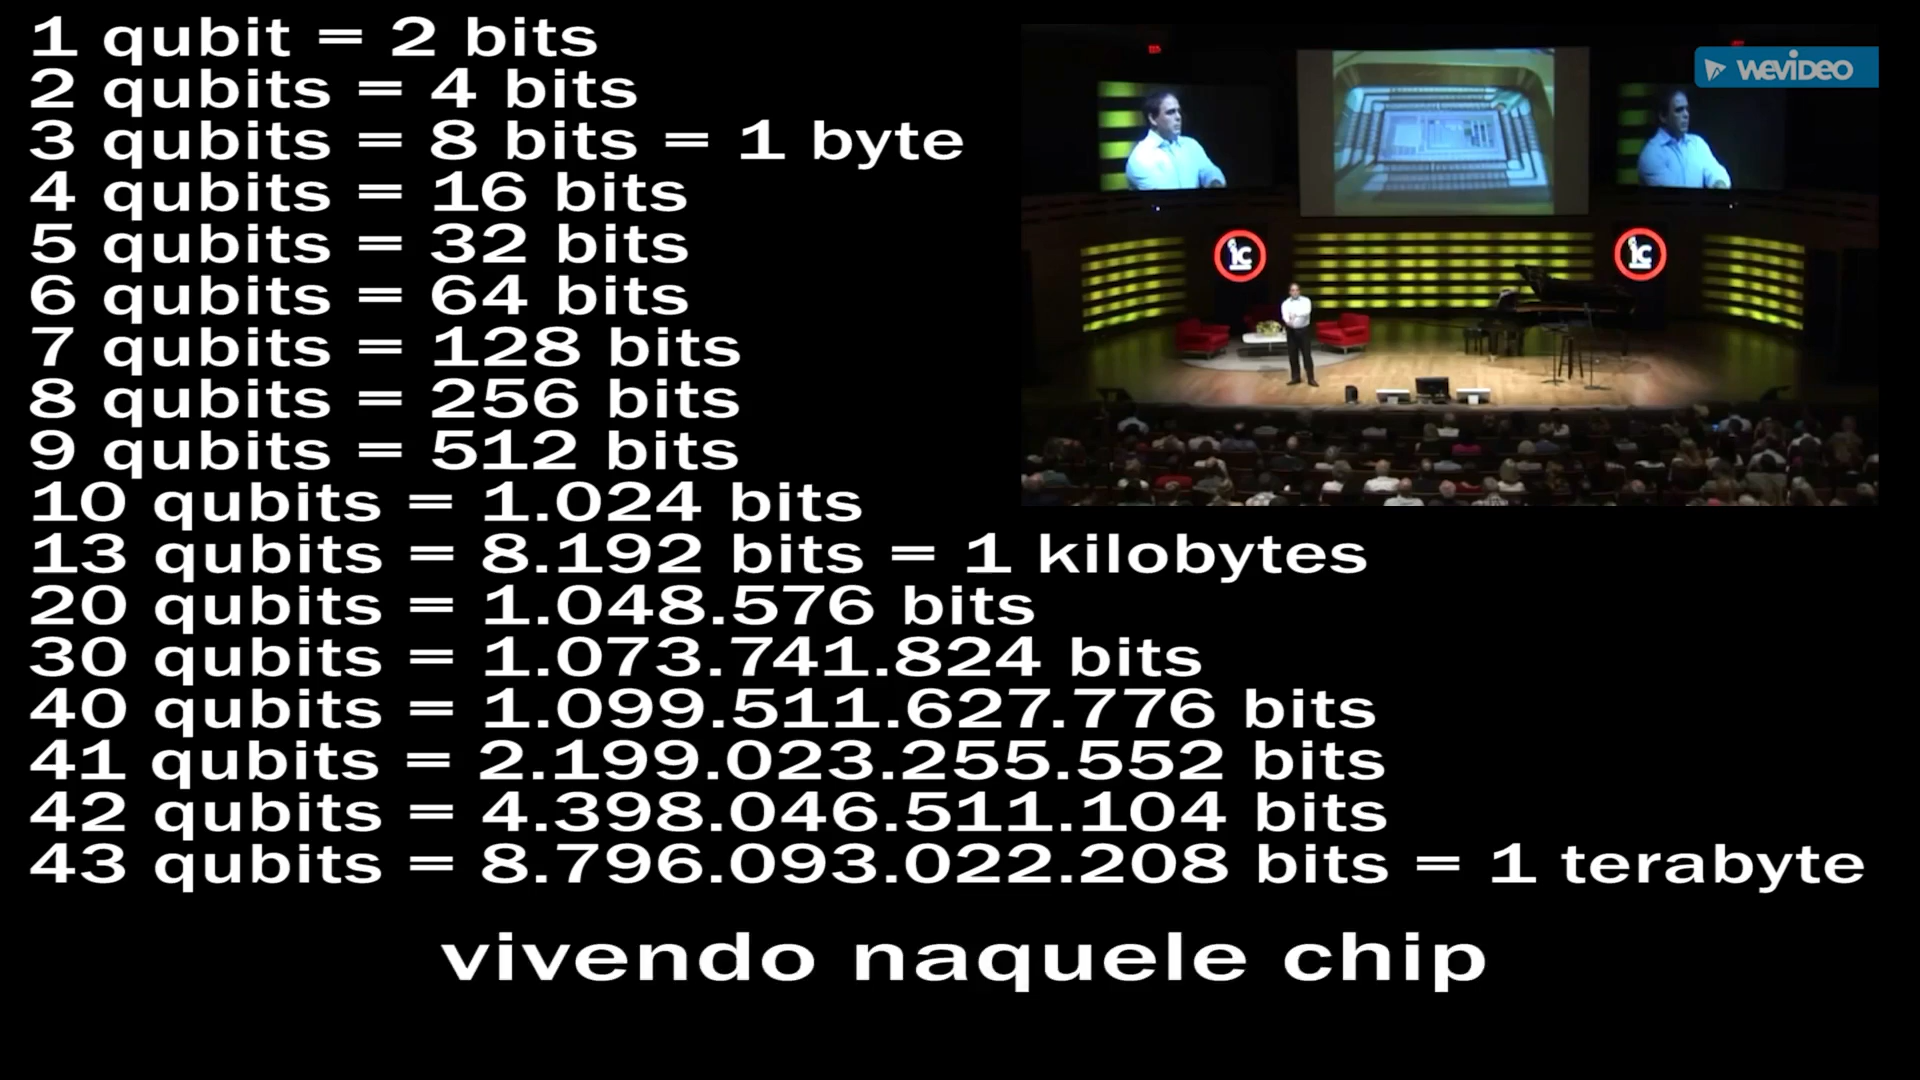 1 qubit = 2 bits
2 qubits = 4 bits
3 qubits = 8 bits = 1 byte
4 qubits = 16 bits
5 qubits = 32 bits
6 qubits = 64 bits
7 qubits = 128 bits
8 qubits = 256 bits
9 qubits = 512 bits
10 qubits = 1.024 bits
13 qubits = 8.192 bits = 1 kilobytes
20 qubits = 1.048.576 bits
30 qubits = 1.073.741.824 bits
40 qubits = 1.099.511.627.776 bits
41 qubits = 2.199.023.255.552 bits
42 qubits = 4.398.046.511.104 bits
43 qubits = 8.796.093.022.208 bits = 1 terabyte
vivendo naquele chip
WEVIDEO
ic
ic